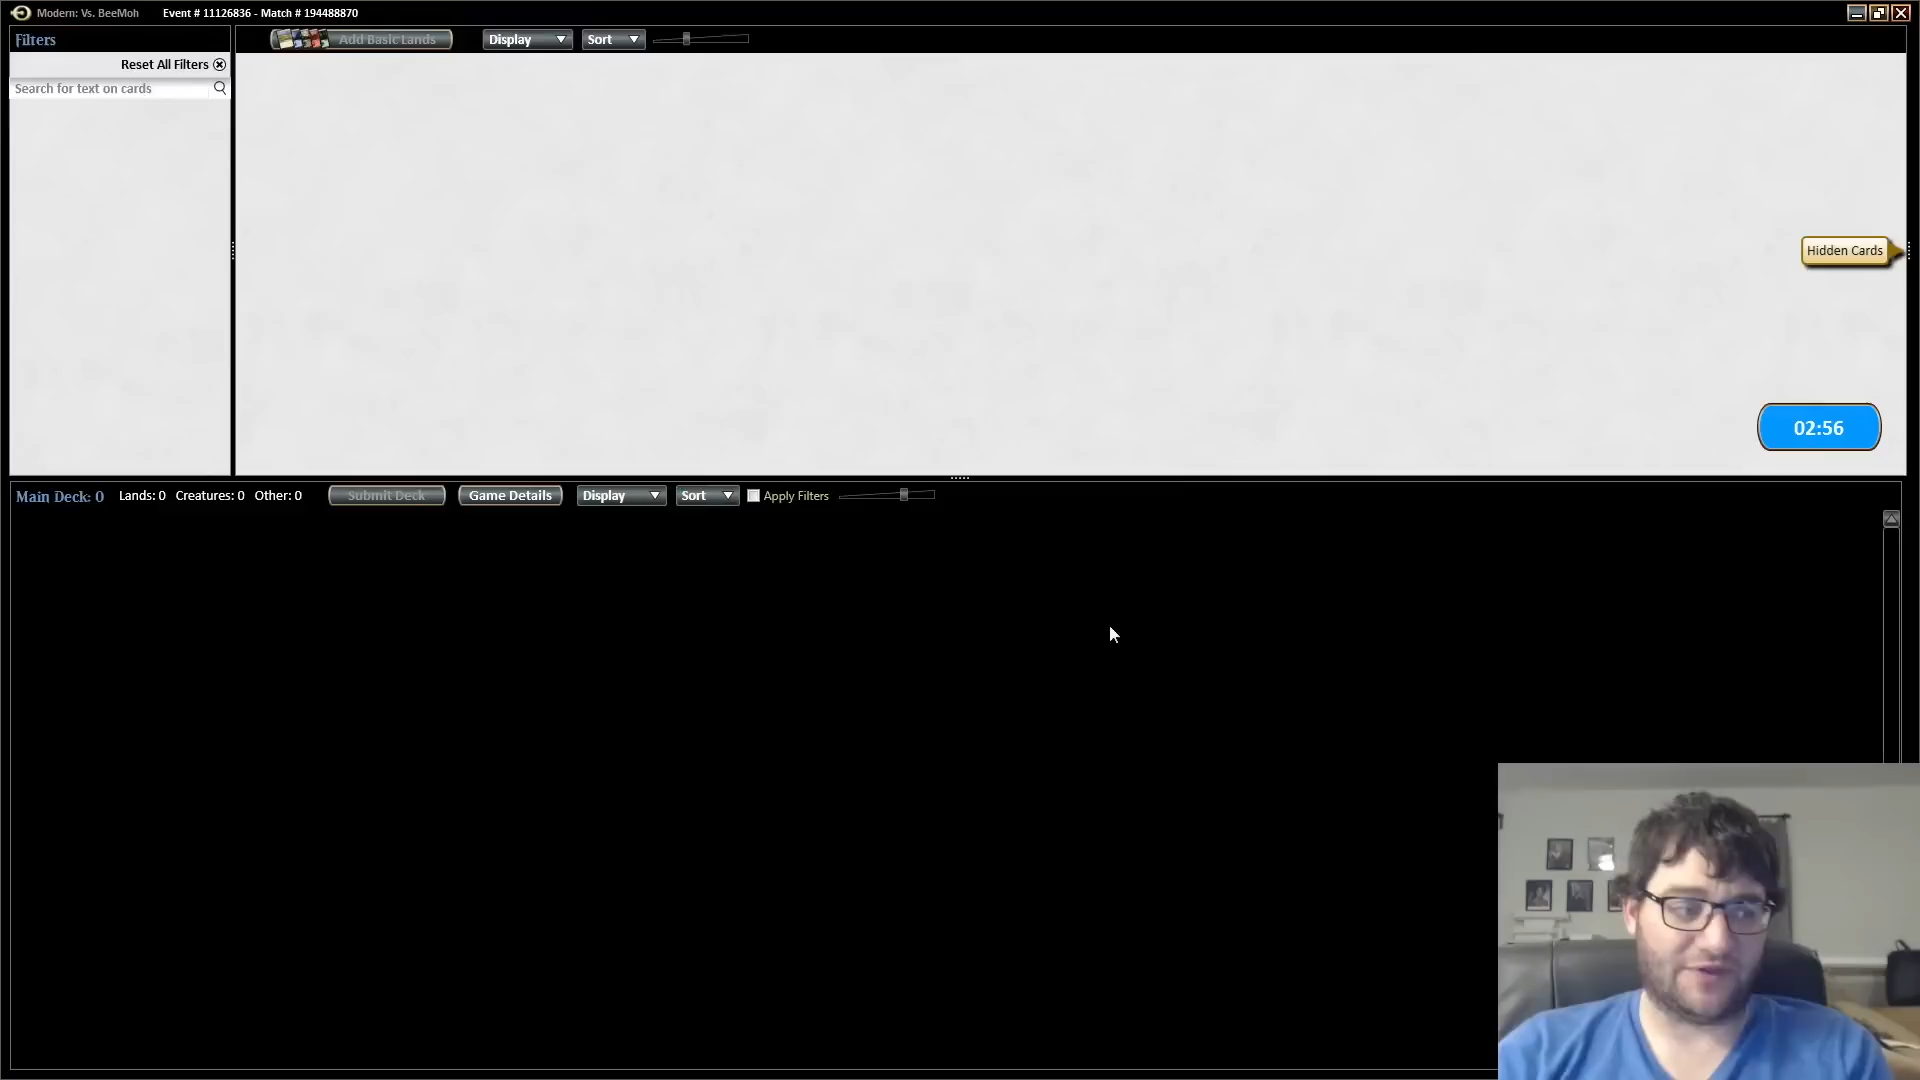 Modern: Vs. BeeMoh Event # 11126836 - Match # 194488870
Filters
Add Basic Lands Display Sort
Reset All Filters
Search for text on cards
Hidden Cards
02:56
Main Deck: 0 Lands: 0 Creatures: 0 Other: 0 Submit Deck Game Details Display Sort Apply Filters